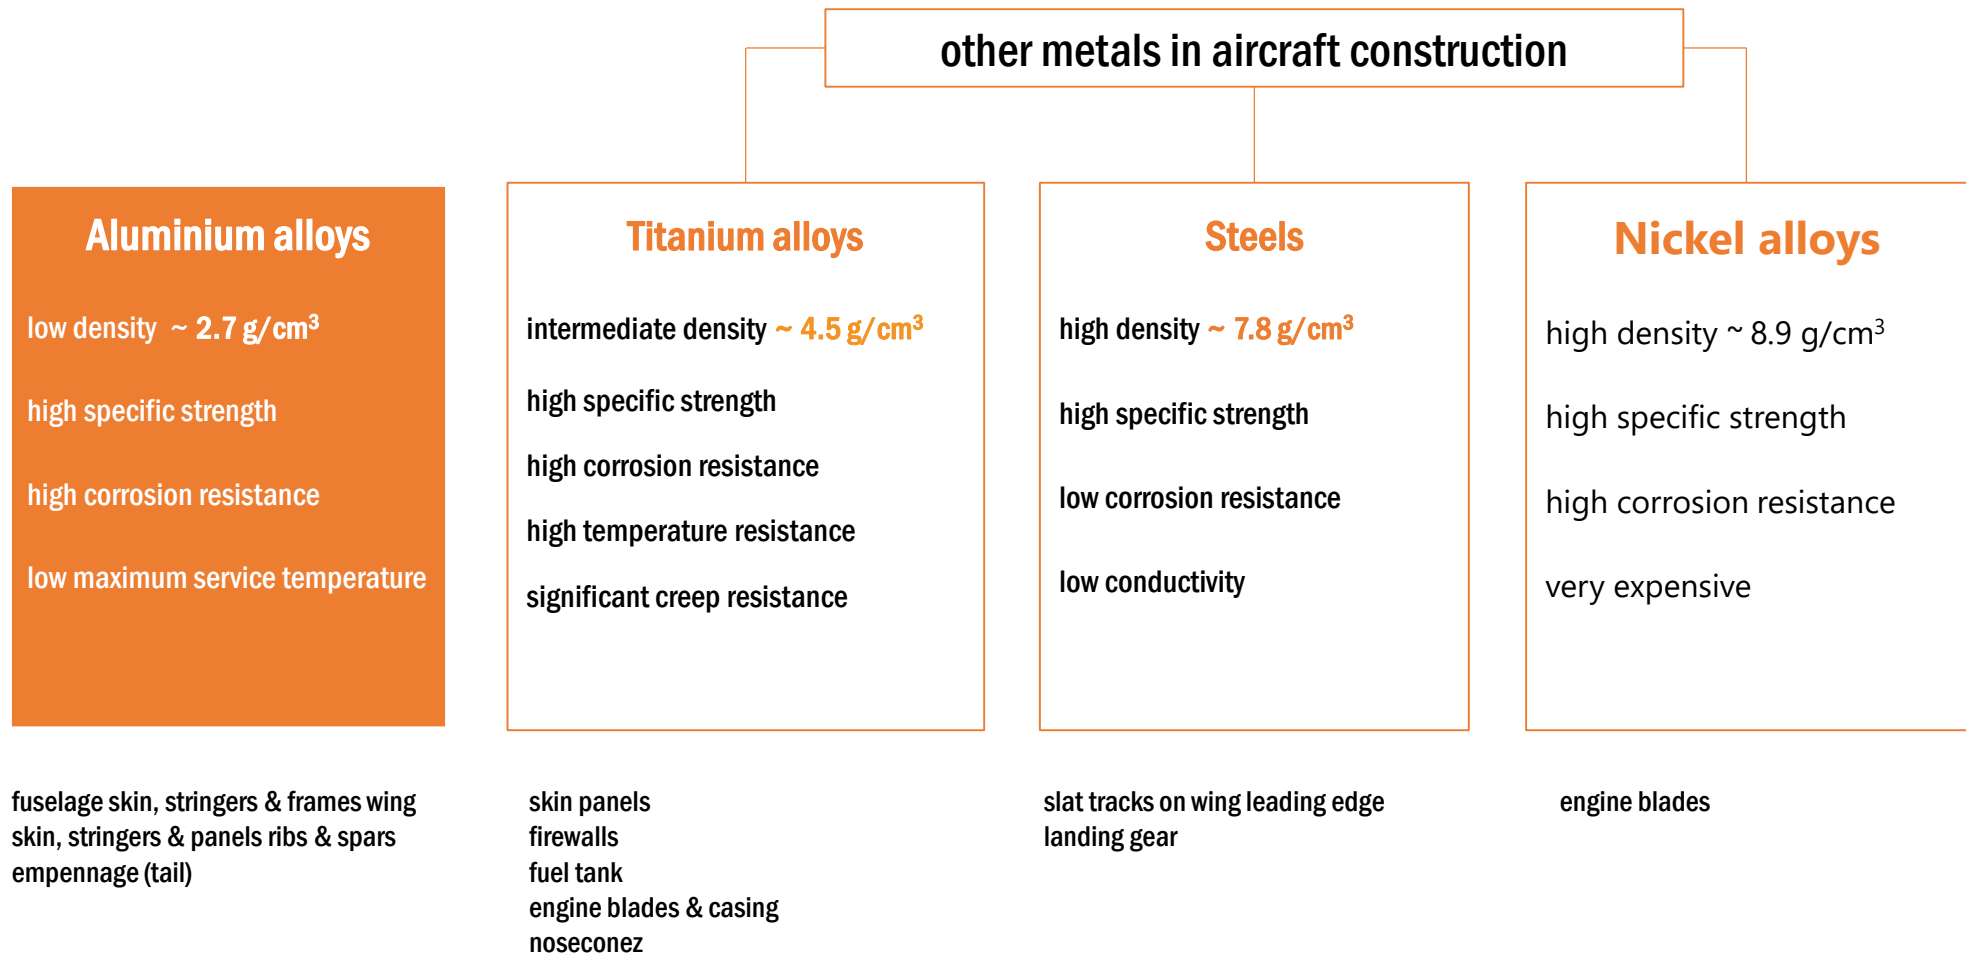 other metals in aircraft construction
Aluminium alloys
low density ~ 2.7 g/cm³
high specific strength
high corrosion resistance
low maximum service temperature
fuselage skin, stringers & frames wing
skin, stringers & panels ribs & spars
empennage (tail)
Titanium alloys
intermediate density ~ 4.5 g/cm³
high specific strength
high corrosion resistance
high temperature resistance
significant creep resistance
skin panels
firewalls
fuel tank
engine blades & casing
noseconez
Steels
high density ~ 7.8 g/cm³
high specific strength
low corrosion resistance
low conductivity
slat tracks on wing leading edge
landing gear
Nickel alloys
high density ~ 8.9 g/cm³
high specific strength
high corrosion resistance
very expensive
engine blades